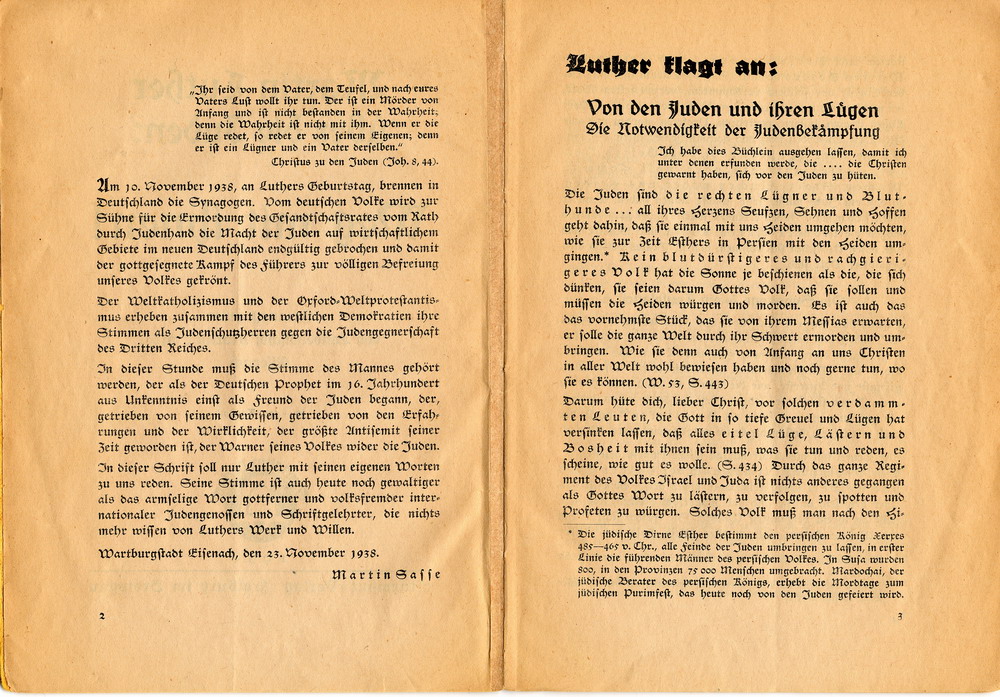 „Ihr seid von dem Vater, dem Teufel, und nach eures
Vaters Lust wollt ihr tun. Der ist ein Mörder von
Anfang und ist nicht bestanden in der Wahrheit;
denn die Wahrheit ist nicht mit ihm. Wenn er die
Lüge redet, so redet er von seinem Eigenen; denn
er ist ein Lügner und ein Vater derselben.“
Christus zu den Juden (Joh. 8, 44).
Am 10. November 1938, an Luthers Geburtstag, brennen in
Deutschland die Synagogen. Vom deutschen Volke wird zur
Sühne für die Ermordung des Gesandtschaftsrates vom Rath
durch Judenhand die Macht der Juden auf wirtschaftlichem
Gebiete im neuen Deutschland endgültig gebrochen und damit
der gottgesegnete Kampf des Führers zur völligen Befreiung
unseres Volkes gekrönt.
Der Weltkatholizismus und der Oxford-Weltprotestantis-
mus erheben zusammen mit den westlichen Demokratien ihre
Stimmen als Judenschutzherren gegen die Judengegnerschaft
des Dritten Reiches.
In dieser Stunde muß die Stimme des Mannes gehört
werden, der als der Deutschen Prophet im 16. Jahrhundert
aus Unkenntnis einst als Freund der Juden begann, der,
getrieben von seinem Gewissen, getrieben von den Erfah-
rungen und der Wirklichkeit, der größte Antisemit seiner
Zeit geworden ist, der Warner seines Volkes wider die Juden.
In dieser Schrift soll nur Luther mit seinen eigenen Worten
zu uns reden. Seine Stimme ist auch heute noch gewaltiger
als das armselige Wort gottferner und volksfremder inter-
nationaler Judengenossen und Schriftgelehrter, die nichts
mehr wissen von Luthers Werk und Willen.
Wartburgstadt Eisenach, den 23. November 1938.
Martin Sasse
2
Luther klagt an:
Von den Juden und ihren Lügen
Die Notwendigkeit der Judenbekämpfung
Ich habe dies Büchlein ausgehen lassen, damit ich
unter denen erfunden werde, die .... die Christen
gewarnt haben, sich vor den Juden zu hüten.
Die Juden sind die rechten Lügner und Blut-
hunde ... all ihres Herzens Seufzen, Sehnen und Hoffen
geht dahin, daß sie einmal mit uns Heiden umgehen möchten,
wie sie zur Zeit Esthers in Persien mit den Heiden um-
gingen.* Kein blutdürstigeres und rachgieri-
geres Volk hat die Sonne je beschienen als die, die sich
dünken, sie seien darum Gottes Volk, daß sie sollen und
müssen die Heiden würgen und morden. Es ist auch das
das vornehmste Stück, das sie von ihrem Messias erwarten,
er solle die ganze Welt durch ihr Schwert ermorden und um-
bringen. Wie sie denn auch von Anfang an uns Christen
in aller Welt wohl bewiesen haben und noch gerne tun, wo
sie es können. (W. 53, S. 443)
Darum hüte dich, lieber Christ, vor solchen verdamm-
ten Leuten, die Gott in so tiefe Greuel und Lügen hat
versinken lassen, daß alles eitel Lüge, Lästern und
Bosheit mit ihnen sein muß, was sie tun und reden, es
scheine, wie gut es wolle. (S. 434) Durch das ganze Regi-
ment des Volkes Israel und Juda ist nichts anderes gegangen
als Gottes Wort zu lästern, zu verfolgen, zu spotten und
Profeten zu würgen. Solches Volk muß man nach den Hi-
* Die jüdische Dirne Esther bestimmt den persischen König Xerxes
485—465 v. Chr., alle Feinde der Juden umbringen zu lassen, in erster
Linie die führenden Männer des persischen Volkes. In Susa wurden
800, in den Provinzen 75 000 Menschen umgebracht. Mardochai, der
jüdische Berater des persischen Königs, erhebt die Mordtage zum
jüdischen Purimfest, das heute noch von den Juden gefeiert wird.
3